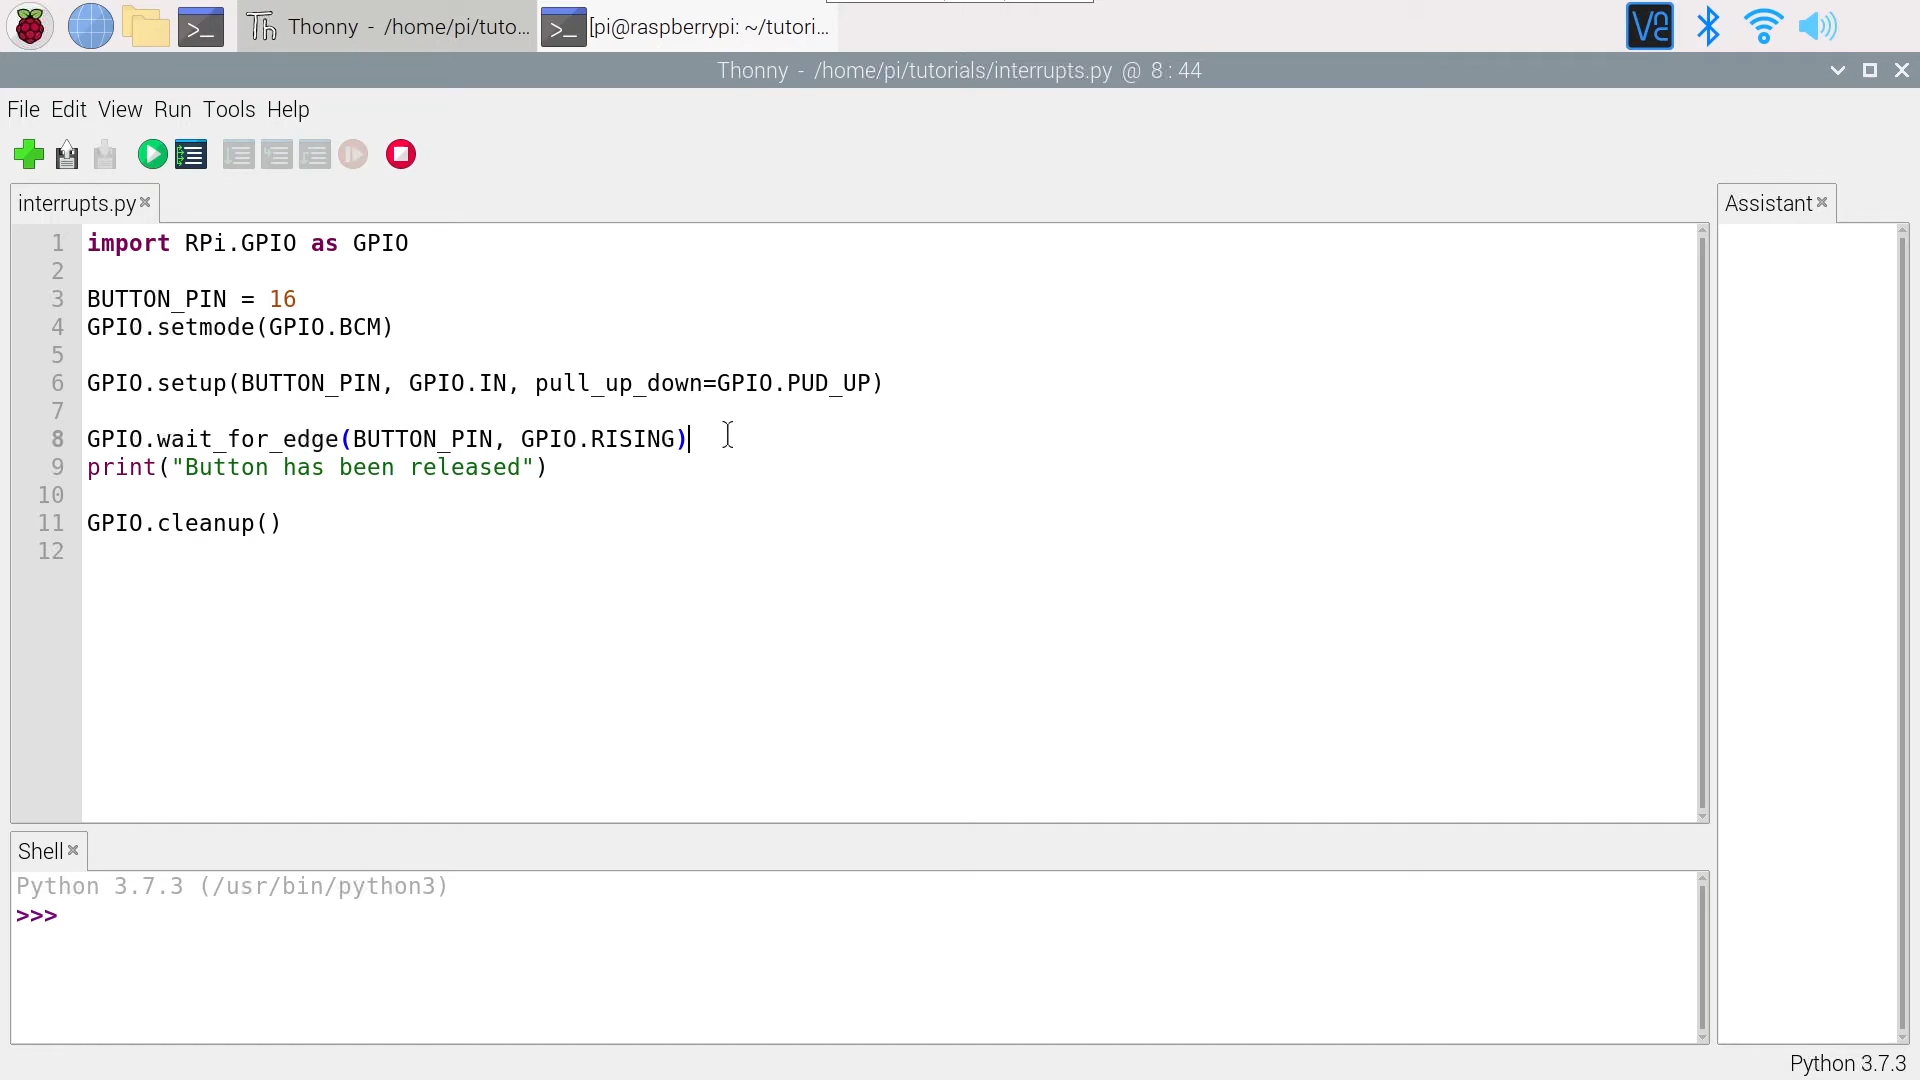 Thonny - /home/pi/tuto...
[pi@raspberrypi: ~/tutori...
Thonny - /home/pi/tutorials/interrupts.py @ 8:44
File Edit View Run Tools Help
interrupts.py
Assistant
1 import RPi.GPIO as GPIO
2
3 BUTTON_PIN = 16
4 GPIO.setmode(GPIO.BCM)
5
6 GPIO.setup(BUTTON_PIN, GPIO.IN, pull_up_down=GPIO.PUD_UP)
7
8 GPIO.wait_for_edge(BUTTON_PIN, GPIO.RISING)
9 print("Button has been released")
10
11 GPIO.cleanup()
12
Shell
Python 3.7.3 (/usr/bin/python3)
>>>
Python 3.7.3